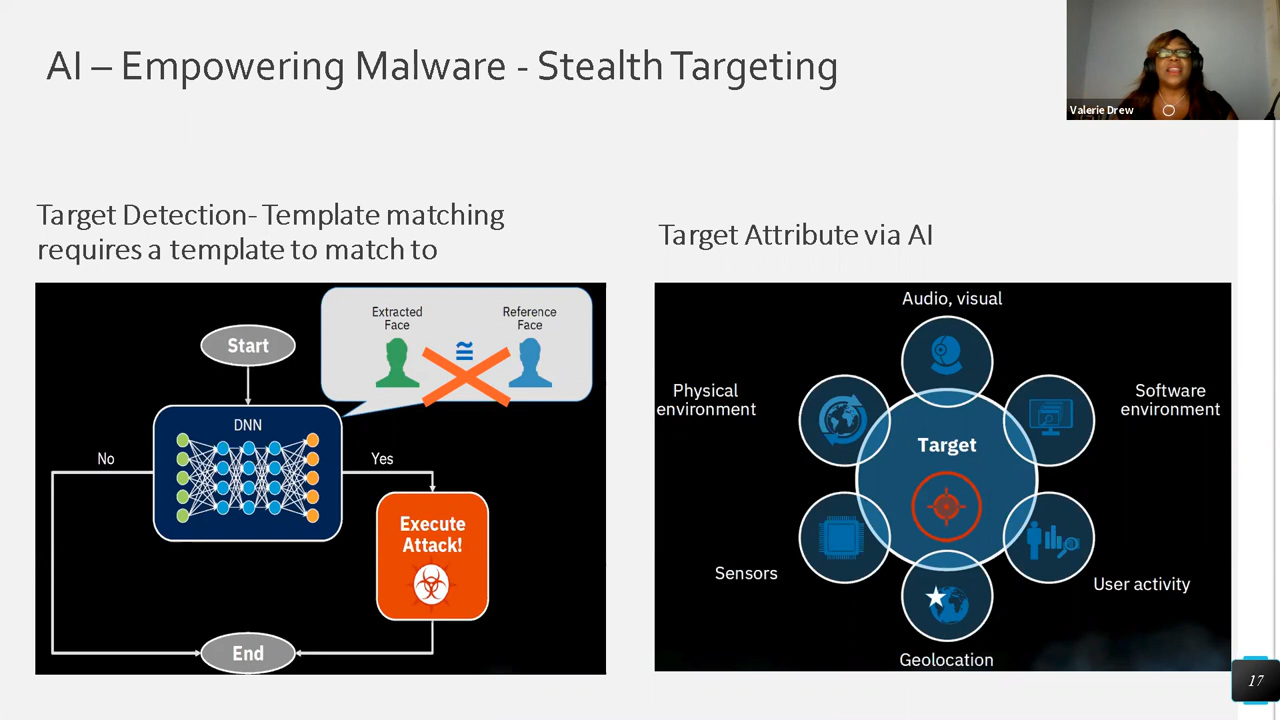 AI – Empowering Malware - Stealth Targeting
Valerie Drew
Target Detection- Template matching
requires a template to match to
Extracted
Face
Reference
Face
≅
Start
DNN
No
Yes
Execute
Attack!
End
Target Attribute via AI
Audio, visual
Physical
environment
Software
environment
Target
Sensors
User activity
Geolocation
17